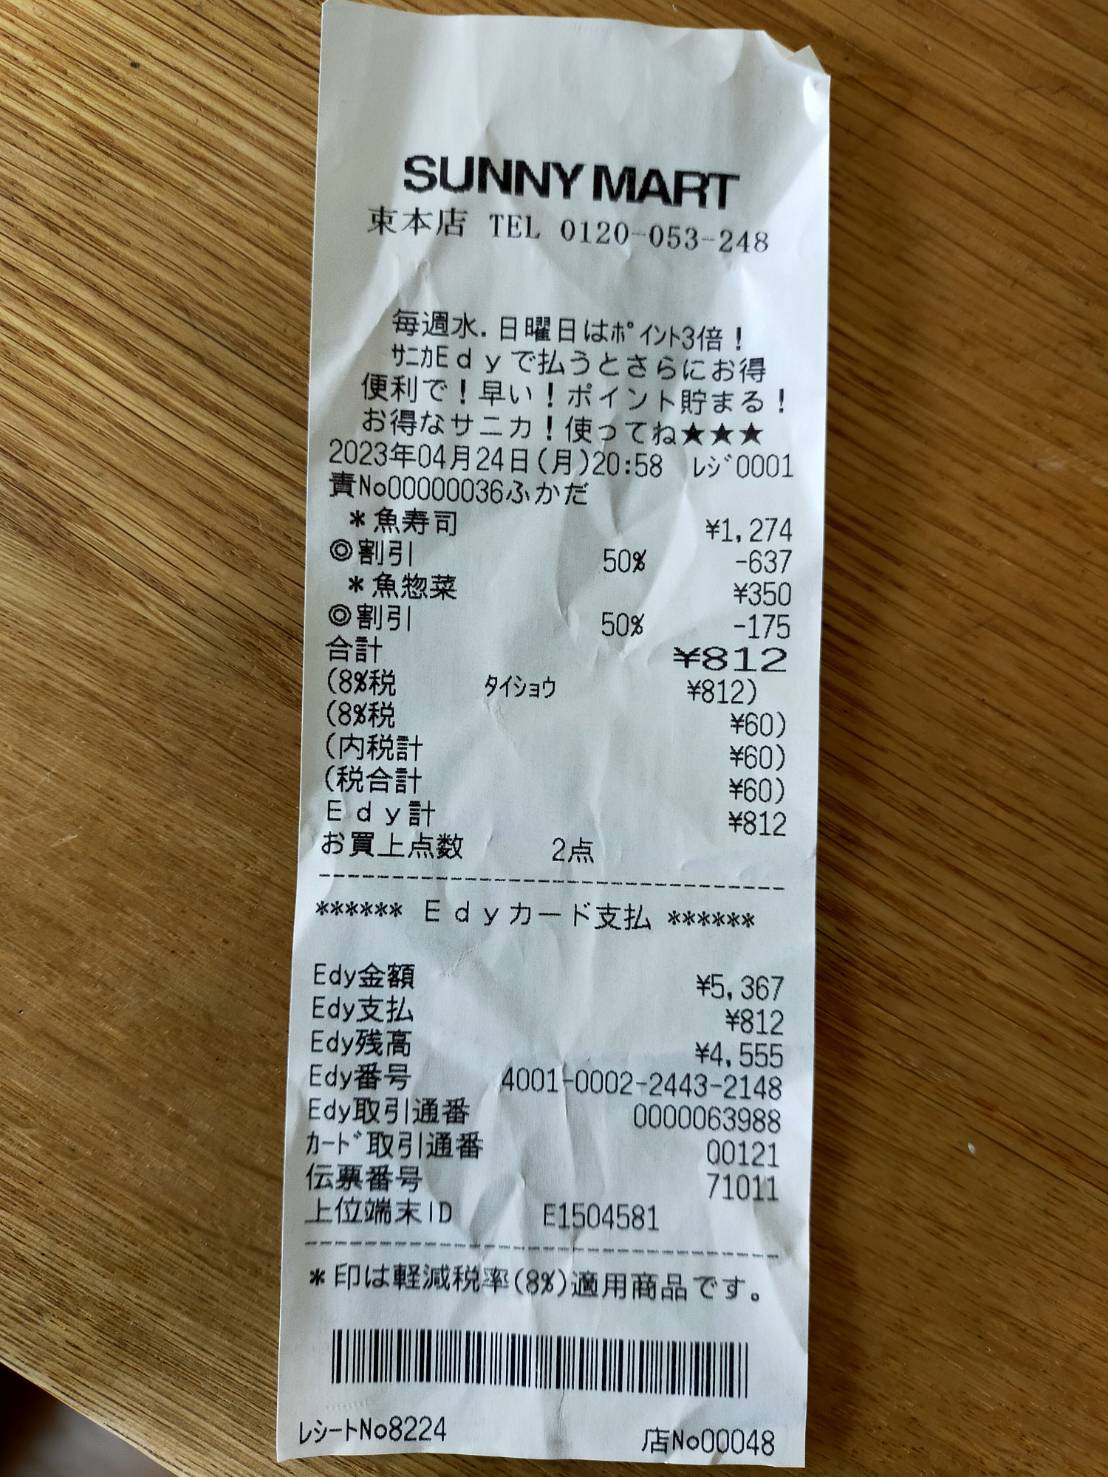 SUNNY MART
束本店 TEL 0120-053-248
毎週水.日曜日はﾎﾟｲﾝﾄ3倍！
ｻﾆｶEdyで払うとさらにお得
便利で！早い！ポイント貯まる！
お得なサニカ！使ってね★★★
2023年04月24日(月)20:58 ﾚｼﾞ0001
責No00000036ふかだ
＊魚寿司 ¥1,274
◎割引 50% -637
＊魚惣菜 ¥350
◎割引 50% -175
合計 ¥812
(8%税 ﾀｲｼｮｳ ¥812)
(8%税 ¥60)
(内税計 ¥60)
(税合計 ¥60)
Edy計 ¥812
お買上点数 2点
****** Edyカード支払 ******
Edy金額 ¥5,367
Edy支払 ¥812
Edy残高 ¥4,555
Edy番号 4001-0002-2443-2148
Edy取引通番 0000063988
ｶｰﾄﾞ取引通番 00121
伝票番号 71011
上位端末ID E1504581
＊印は軽減税率(8%)適用商品です。
ﾚｼｰﾄNo8224 店No00048